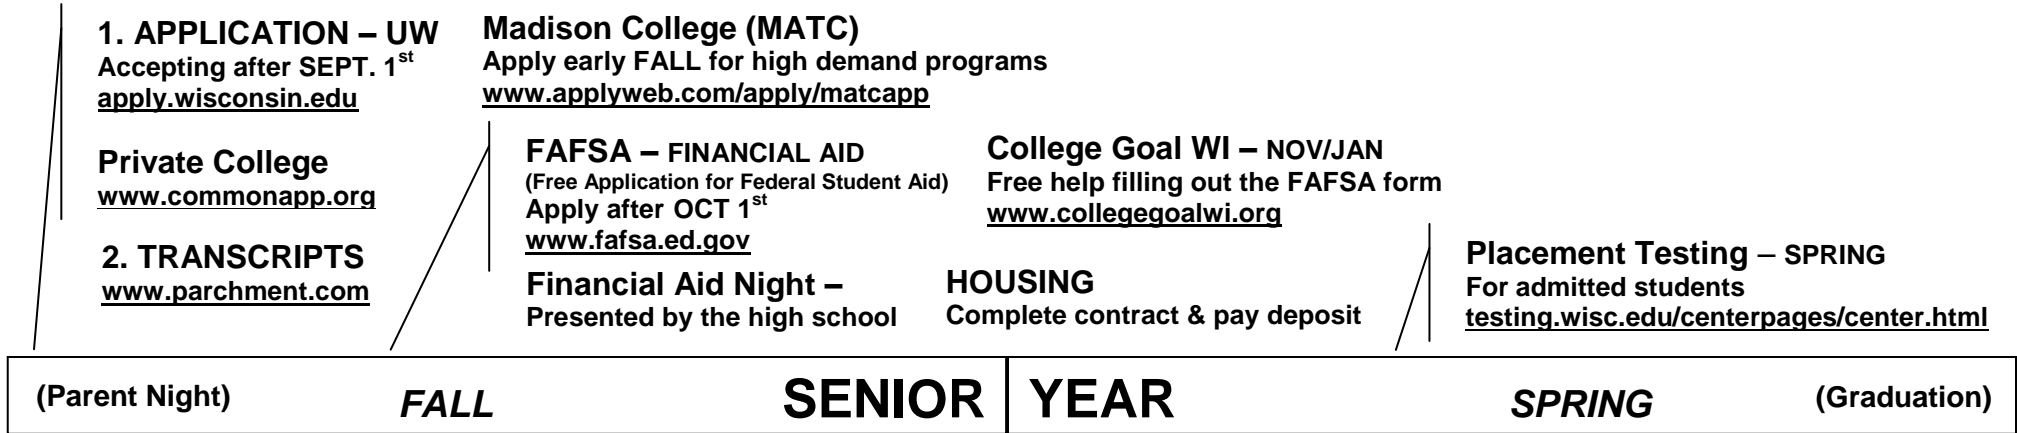 1. APPLICATION – UW
Accepting after SEPT. 1st
apply.wisconsin.edu
Private College
www.commonapp.org
2. TRANSCRIPTS
www.parchment.com
Madison College (MATC)
Apply early FALL for high demand programs
www.applyweb.com/apply/matcapp
FAFSA – FINANCIAL AID
(Free Application for Federal Student Aid)
Apply after OCT 1st
www.fafsa.ed.gov
Financial Aid Night –
Presented by the high school
College Goal WI – NOV/JAN
Free help filling out the FAFSA form
www.collegegoalwi.org
HOUSING
Complete contract & pay deposit
Placement Testing – SPRING
For admitted students
testing.wisc.edu/centerpages/center.html
(Parent Night) FALL SENIOR YEAR SPRING (Graduation)